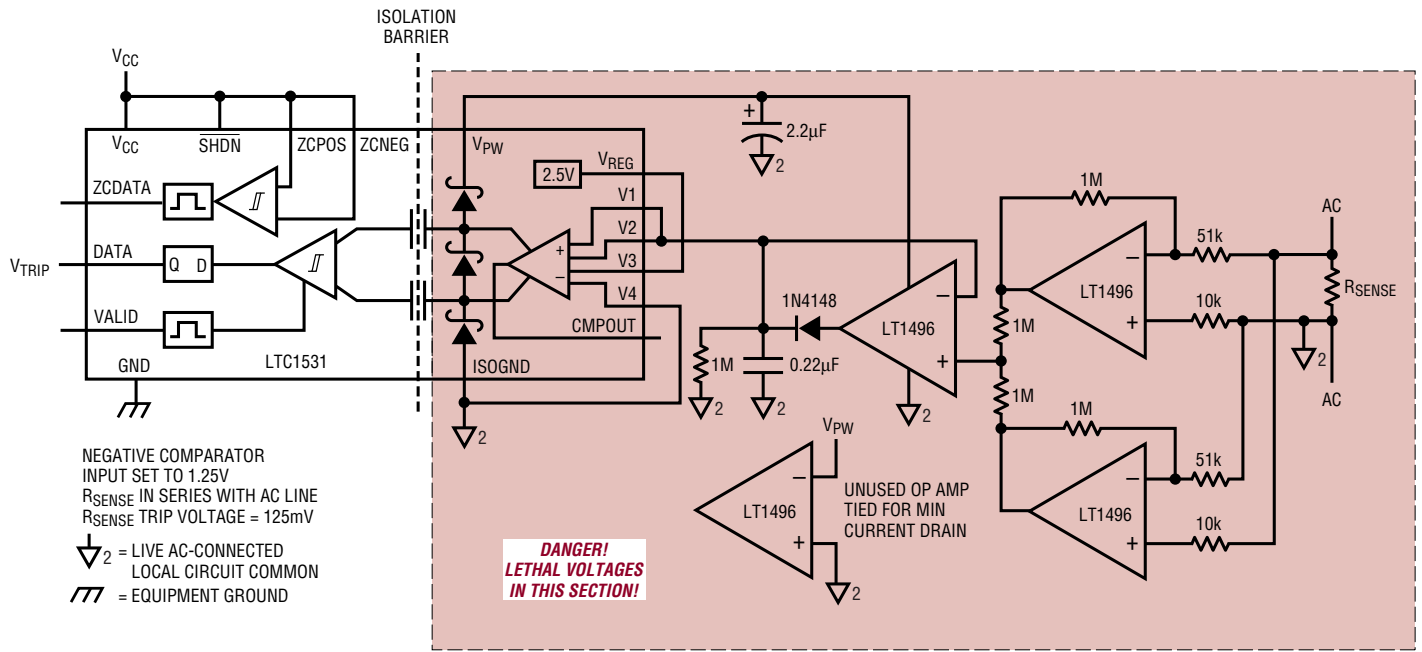 ISOLATION
BARRIER
VCC
VCC
SHDN
ZCPOS
ZCNEG
VPW
+
2.2µF
2
ZCDATA
2.5V
VREG
V1
V2
V3
V4
+
−
DATA
Q D
VTRIP
VALID
CMPOUT
GND
LTC1531
ISOGND
2
1M
2
0.22µF
2
1N4148
LT1496
−
+
2
1M
AC
51k
−
LT1496
+
10k
RSENSE
2
AC
1M
1M
1M
51k
−
LT1496
+
10k
VPW
−
LT1496
+
2
UNUSED OP AMP
TIED FOR MIN
CURRENT DRAIN
DANGER!
LETHAL VOLTAGES
IN THIS SECTION!
NEGATIVE COMPARATOR
INPUT SET TO 1.25V
RSENSE IN SERIES WITH AC LINE
RSENSE TRIP VOLTAGE = 125mV
2 = LIVE AC-CONNECTED
LOCAL CIRCUIT COMMON
= EQUIPMENT GROUND